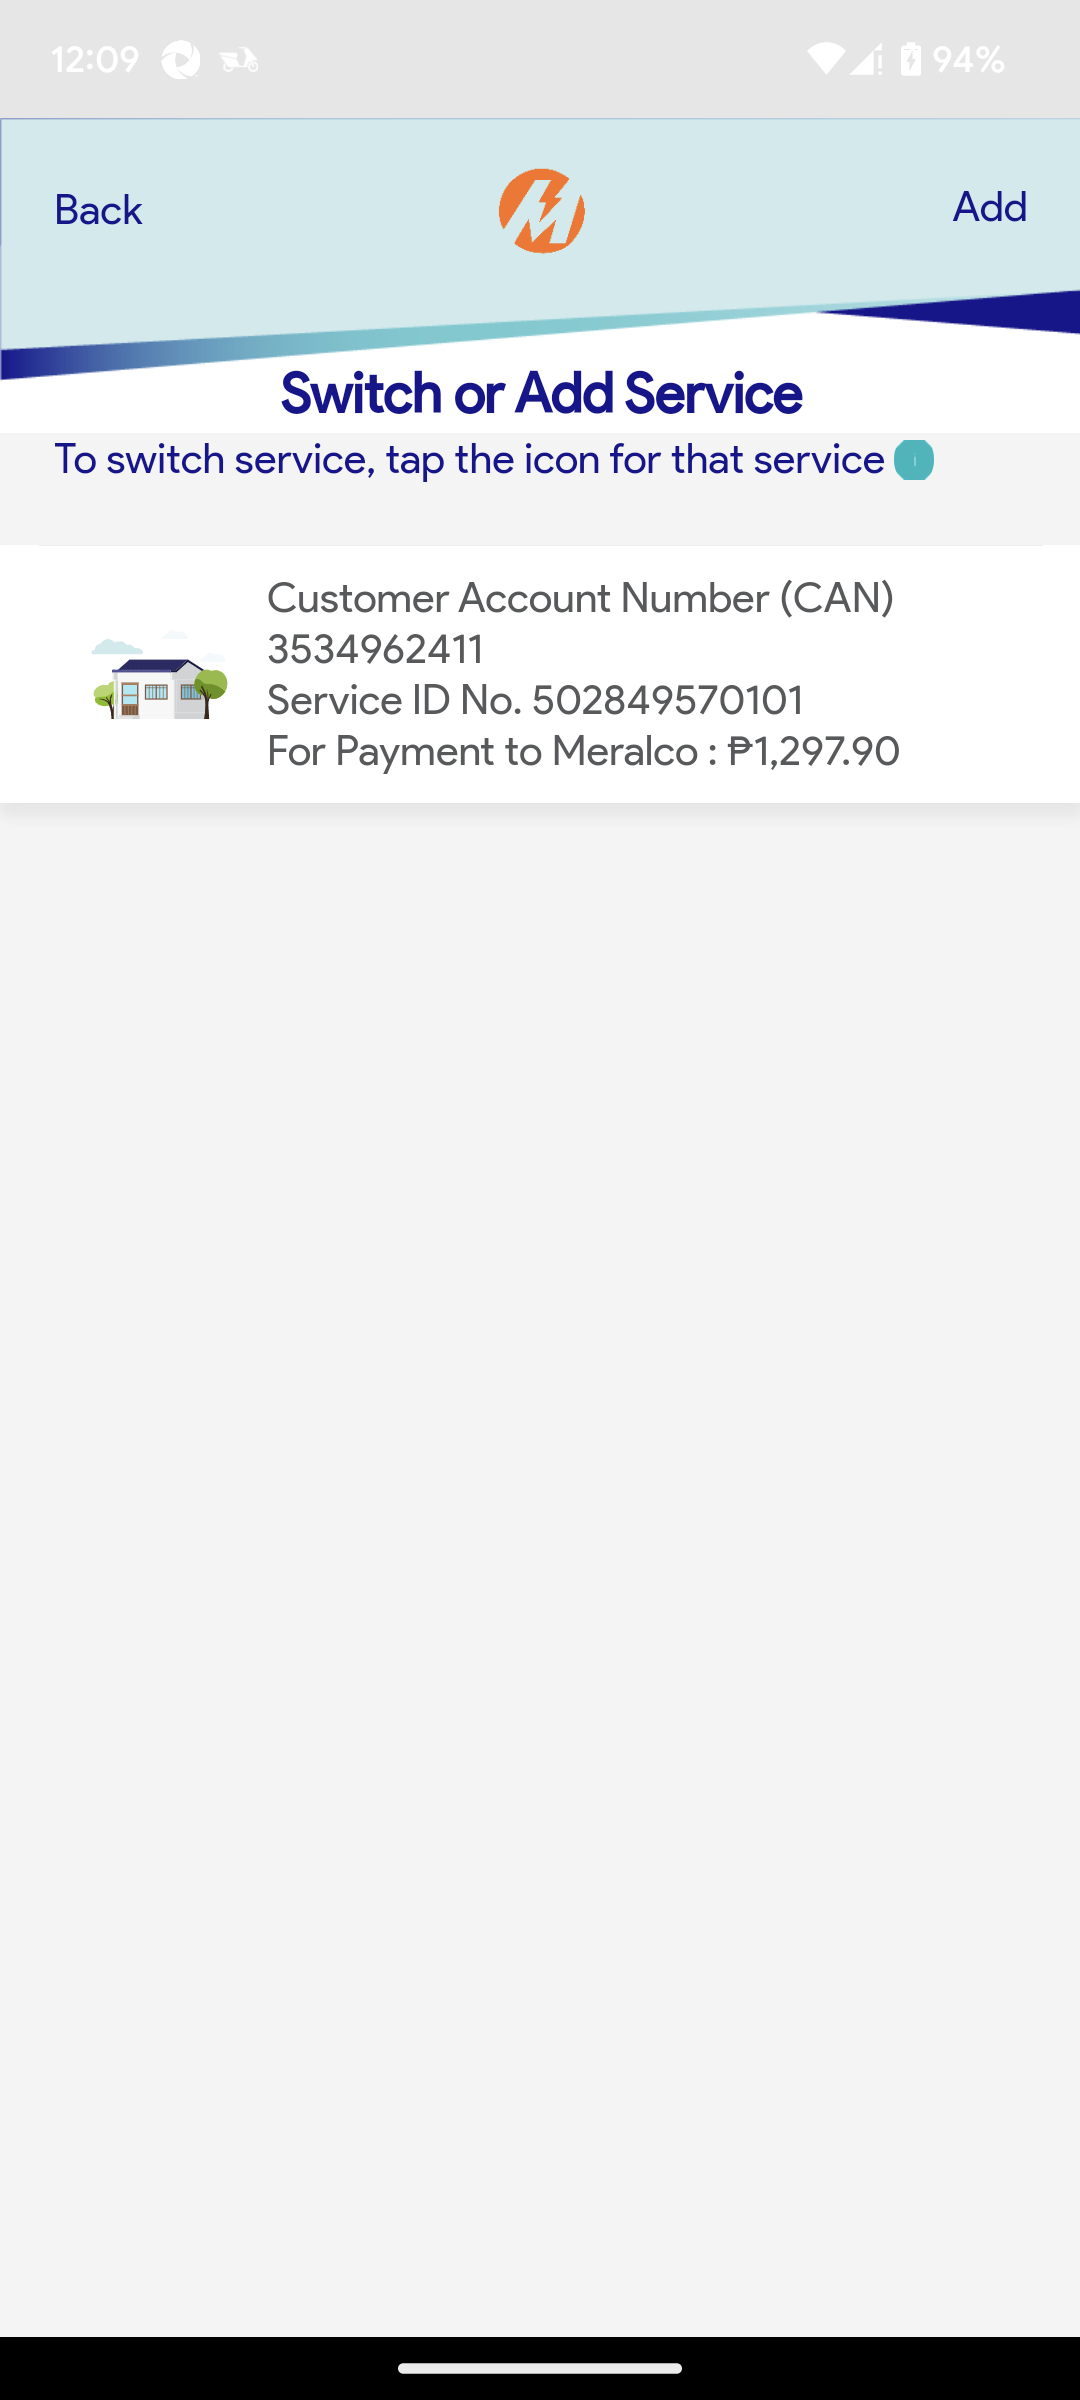 12:09
94%
Back
Add
Switch or Add Service
To switch service, tap the icon for that service
Customer Account Number (CAN)
3534962411
Service ID No. 502849570101
For Payment to Meralco : ₱1,297.90